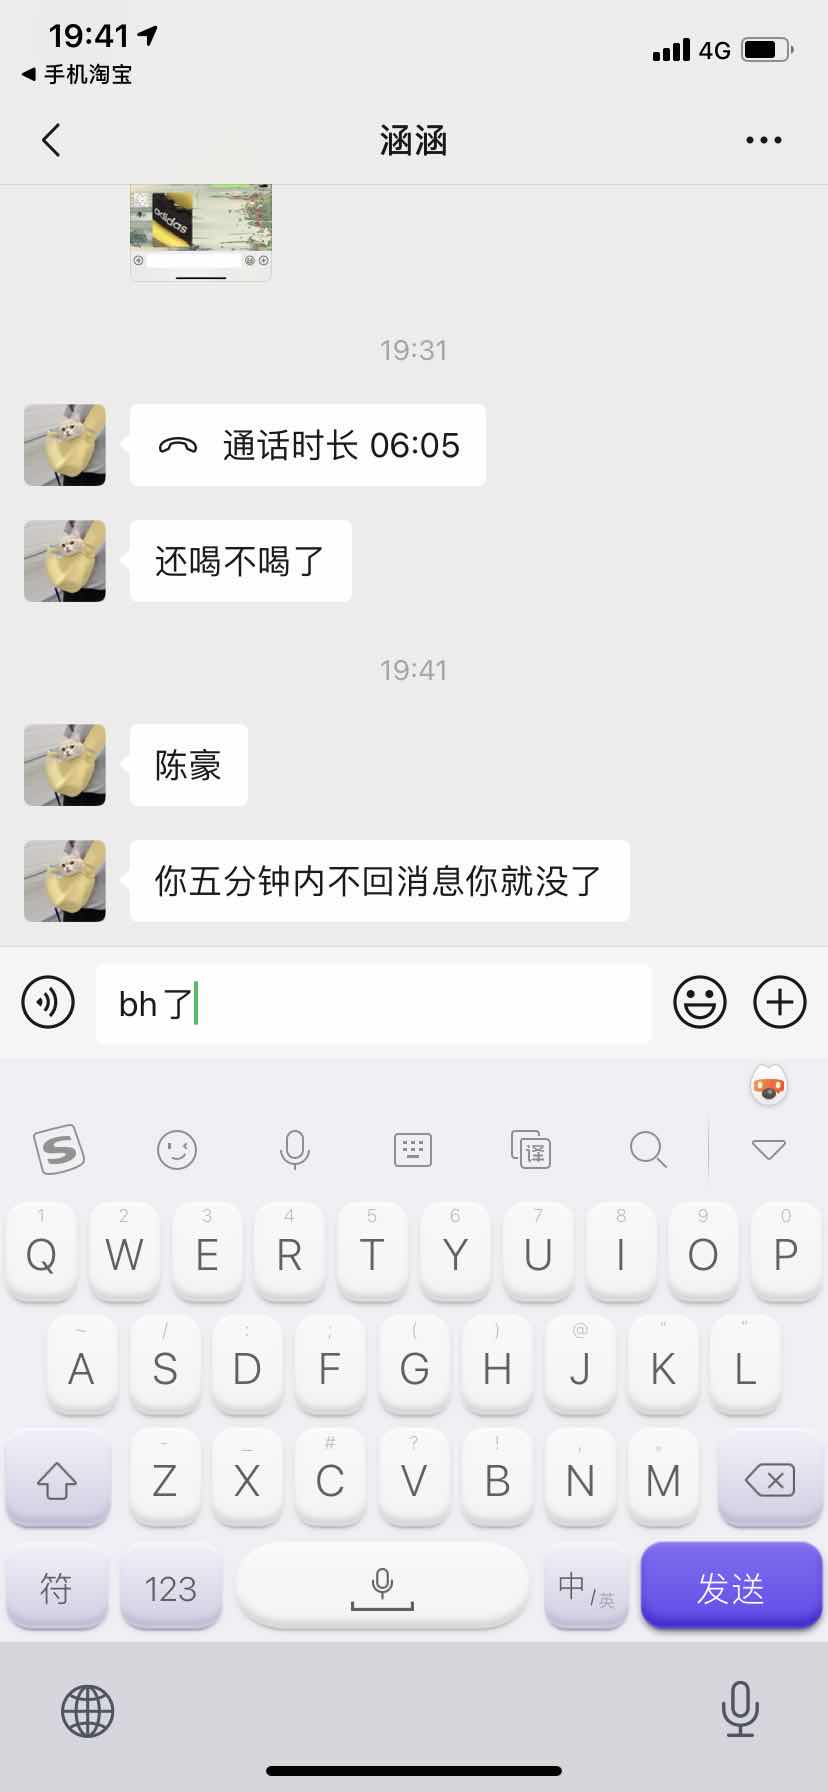 19:41
4G
手机淘宝
涵涵
adidas
19:31
通话时长 06:05
还喝不喝了
19:41
陈豪
你五分钟内不回消息你就没了
bh了
S 译
1 2 3 4 5 6 7 8 9 0
Q W E R T Y U I O P
~ / : ; ( ) @ “ ”
A S D F G H J K L
- _ # ? ! , 。
Z X C V B N M
符 123 中/英 发送